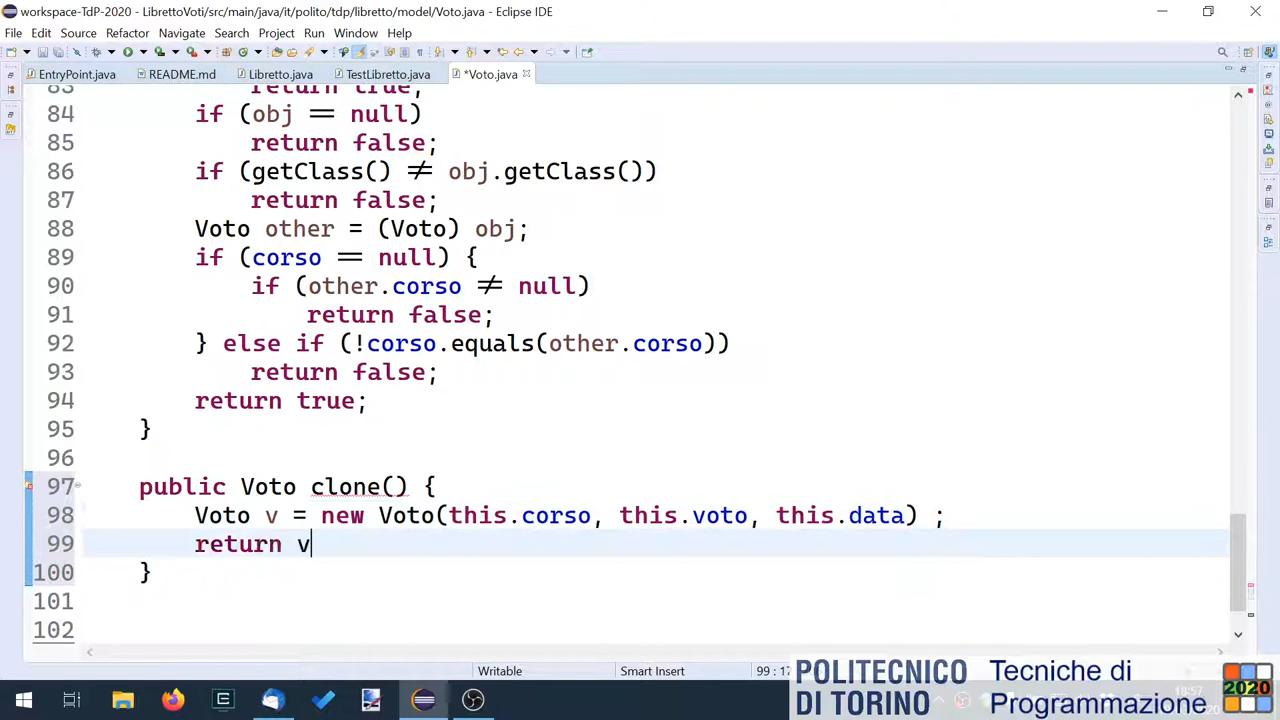 workspace-TdP-2020 - LibrettoVoti/src/main/java/it/polito/tdp/libretto/model/Voto.java - Eclipse IDE
File Edit Source Refactor Navigate Search Project Run Window Help
EntryPoint.java README.md Libretto.java TestLibretto.java *Voto.java
83 return true;
84 if (obj == null)
85 return false;
86 if (getClass() ≠ obj.getClass())
87 return false;
88 Voto other = (Voto) obj;
89 if (corso == null) {
90 if (other.corso ≠ null)
91 return false;
92 } else if (!corso.equals(other.corso))
93 return false;
94 return true;
95 }
96
97 public Voto clone() {
98 Voto v = new Voto(this.corso, this.voto, this.data) ;
99 return v
100 }
101
102
Writable Smart Insert 99 : 17
POLITECNICO DI TORINO
Tecniche di Programmazione
2020
18:57